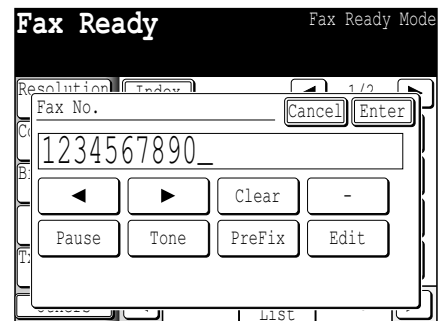 Fax Ready
Fax Ready Mode
Resolution Index ◄ 1/2 ►
Fax No. Cancel Enter
1234567890_
◄ ► Clear -
Pause Tone PreFix Edit
List